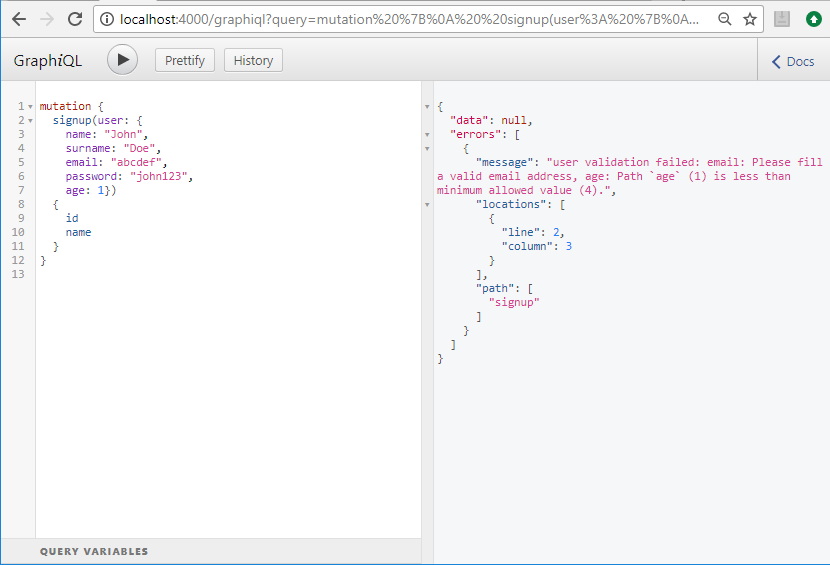 localhost:4000/graphiql?query=mutation%20%7B%0A%20%20signup(user%3A%20%7B%0A...
GraphiQL
Prettify
History
Docs
1 mutation {
2 signup(user: {
3 name: "John",
4 surname: "Doe",
5 email: "abcdef",
6 password: "john123",
7 age: 1})
8 {
9 id
10 name
11 }
12 }
13
{
"data": null,
"errors": [
{
"message": "user validation failed: email: Please fill
a valid email address, age: Path `age` (1) is less than
minimum allowed value (4).",
"locations": [
{
"line": 2,
"column": 3
}
],
"path": [
"signup"
]
}
]
}
QUERY VARIABLES